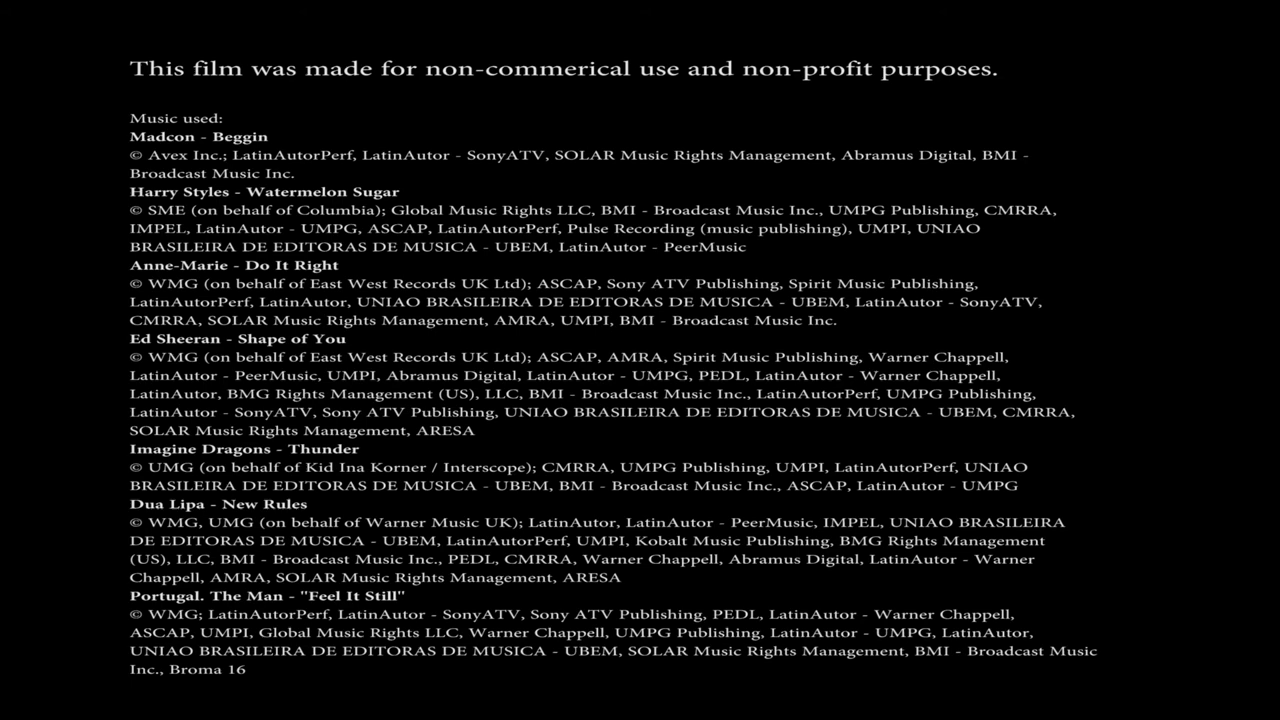 This film was made for non-commerical use and non-profit purposes.
Music used:
Madcon - Beggin
© Avex Inc.; LatinAutorPerf, LatinAutor - SonyATV, SOLAR Music Rights Management, Abramus Digital, BMI -
Broadcast Music Inc.
Harry Styles - Watermelon Sugar
© SME (on behalf of Columbia); Global Music Rights LLC, BMI - Broadcast Music Inc., UMPG Publishing, CMRRA,
IMPEL, LatinAutor - UMPG, ASCAP, LatinAutorPerf, Pulse Recording (music publishing), UMPI, UNIAO
BRASILEIRA DE EDITORAS DE MUSICA - UBEM, LatinAutor - PeerMusic
Anne-Marie - Do It Right
© WMG (on behalf of East West Records UK Ltd); ASCAP, Sony ATV Publishing, Spirit Music Publishing,
LatinAutorPerf, LatinAutor, UNIAO BRASILEIRA DE EDITORAS DE MUSICA - UBEM, LatinAutor - SonyATV,
CMRRA, SOLAR Music Rights Management, AMRA, UMPI, BMI - Broadcast Music Inc.
Ed Sheeran - Shape of You
© WMG (on behalf of East West Records UK Ltd); ASCAP, AMRA, Spirit Music Publishing, Warner Chappell,
LatinAutor - PeerMusic, UMPI, Abramus Digital, LatinAutor - UMPG, PEDL, LatinAutor - Warner Chappell,
LatinAutor, BMG Rights Management (US), LLC, BMI - Broadcast Music Inc., LatinAutorPerf, UMPG Publishing,
LatinAutor - SonyATV, Sony ATV Publishing, UNIAO BRASILEIRA DE EDITORAS DE MUSICA - UBEM, CMRRA,
SOLAR Music Rights Management, ARESA
Imagine Dragons - Thunder
© UMG (on behalf of Kid Ina Korner / Interscope); CMRRA, UMPG Publishing, UMPI, LatinAutorPerf, UNIAO
BRASILEIRA DE EDITORAS DE MUSICA - UBEM, BMI - Broadcast Music Inc., ASCAP, LatinAutor - UMPG
Dua Lipa - New Rules
© WMG, UMG (on behalf of Warner Music UK); LatinAutor, LatinAutor - PeerMusic, IMPEL, UNIAO BRASILEIRA
DE EDITORAS DE MUSICA - UBEM, LatinAutorPerf, UMPI, Kobalt Music Publishing, BMG Rights Management
(US), LLC, BMI - Broadcast Music Inc., PEDL, CMRRA, Warner Chappell, Abramus Digital, LatinAutor - Warner
Chappell, AMRA, SOLAR Music Rights Management, ARESA
Portugal. The Man - "Feel It Still"
© WMG; LatinAutorPerf, LatinAutor - SonyATV, Sony ATV Publishing, PEDL, LatinAutor - Warner Chappell,
ASCAP, UMPI, Global Music Rights LLC, Warner Chappell, UMPG Publishing, LatinAutor - UMPG, LatinAutor,
UNIAO BRASILEIRA DE EDITORAS DE MUSICA - UBEM, SOLAR Music Rights Management, BMI - Broadcast Music
Inc., Broma 16